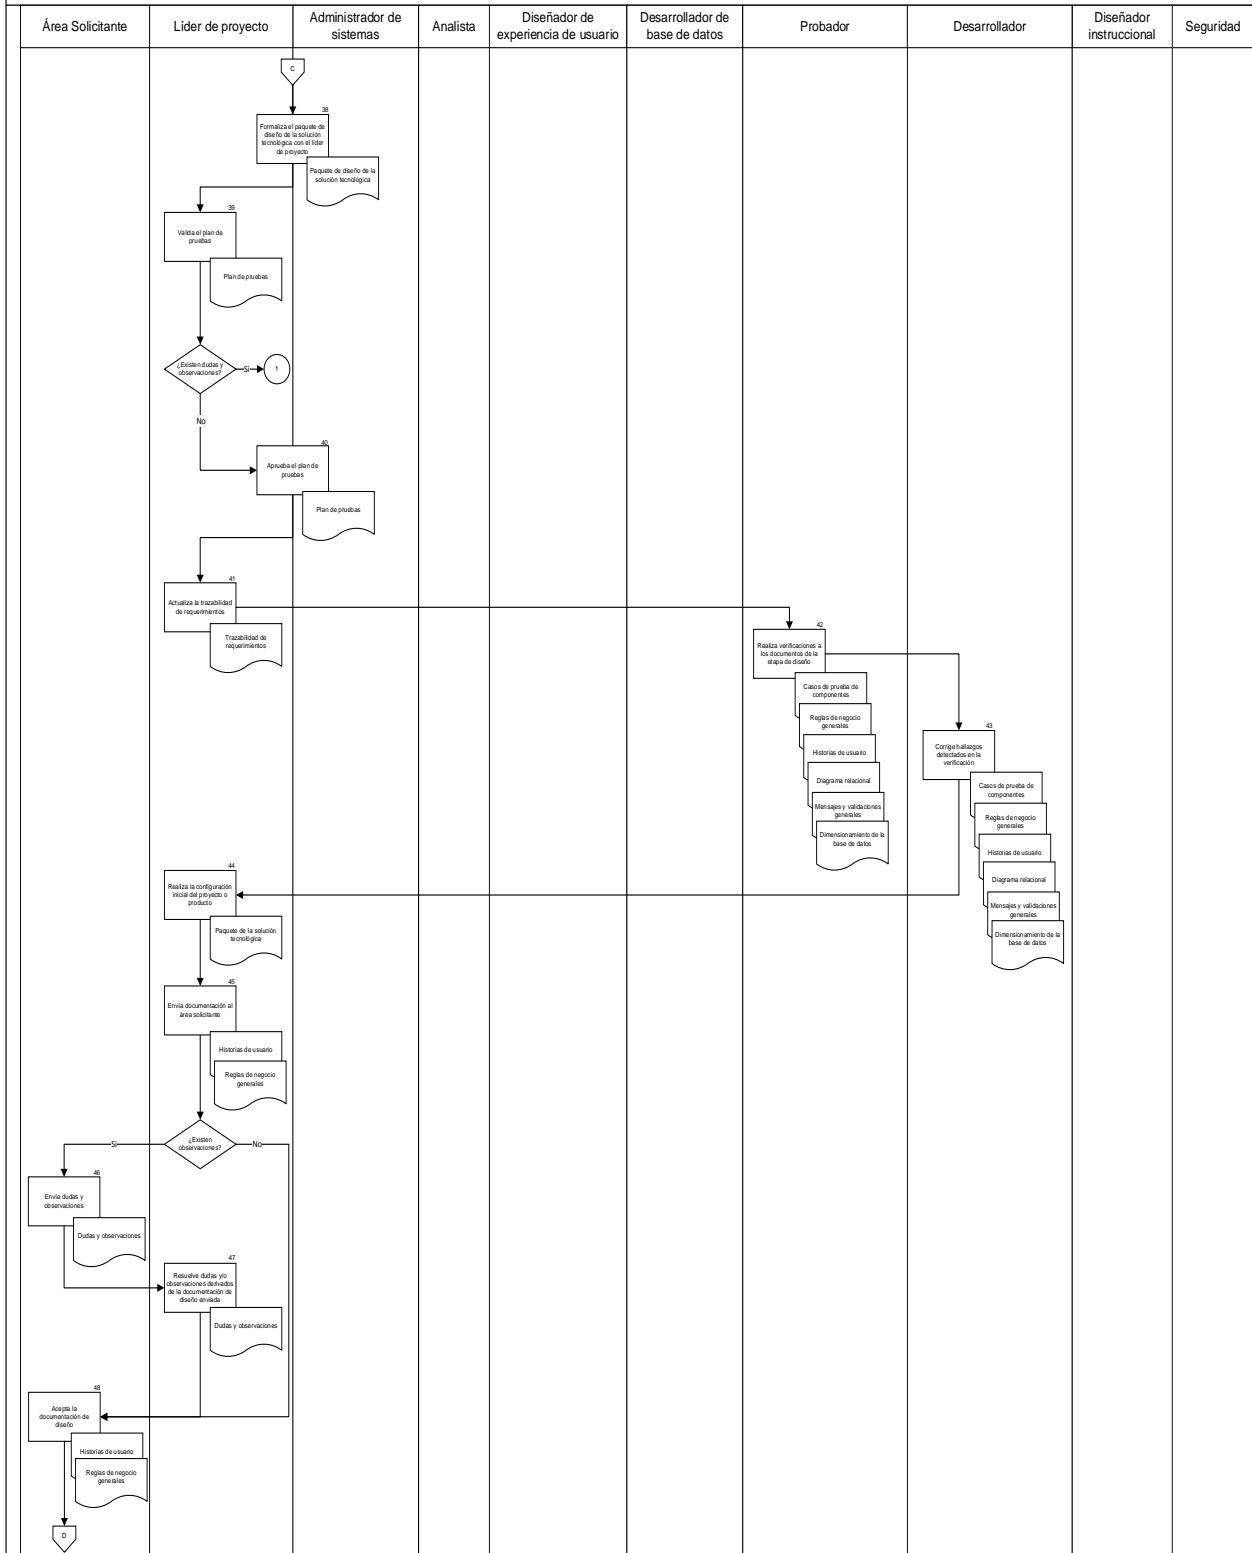 Área Solicitante
Líder de proyecto
Administrador de
sistemas
Analista
Diseñador de
experiencia de usuario
Desarrollador de
base de datos
Probador
Desarrollador
Diseñador
instruccional
Seguridad
C
38
Formaliza el paquete de
diseño de la solución
tecnológica con el líder
de proyecto
Paquete de diseño de la
solución tecnológica
39
Valida el plan de
pruebas
Plan de pruebas
¿Existen dudas y
observaciones?
Si
1
No
40
Aprueba el plan de
pruebas
Plan de pruebas
41
Actualiza la trazabilidad
de requerimientos
Trazabilidad de
requerimientos
42
Realiza verificaciones a
los documentos de la
etapa de diseño
Casos de prueba de
componentes
Reglas de negocio
generales
Historias de usuario
Diagrama relacional
Mensajes y validaciones
generales
Dimensionamiento de la
base de datos
43
Corrige hallazgos
detectados en la
verificación
Casos de prueba de
componentes
Reglas de negocio
generales
Historias de usuario
Diagrama relacional
Mensajes y validaciones
generales
Dimensionamiento de la
base de datos
44
Realiza la configuración
inicial del proyecto o
producto
Paquete de la solución
tecnológica
45
Envía documentación al
área solicitante
Historias de usuario
Reglas de negocio
generales
¿Existen
observaciones?
Si
No
46
Envía dudas y
observaciones
Dudas y observaciones
47
Resuelve dudas y/o
observaciones derivados
de la documentación de
diseño enviada
Dudas y observaciones
48
Acepta la
documentación de
diseño
Historias de usuario
Reglas de negocio
generales
D